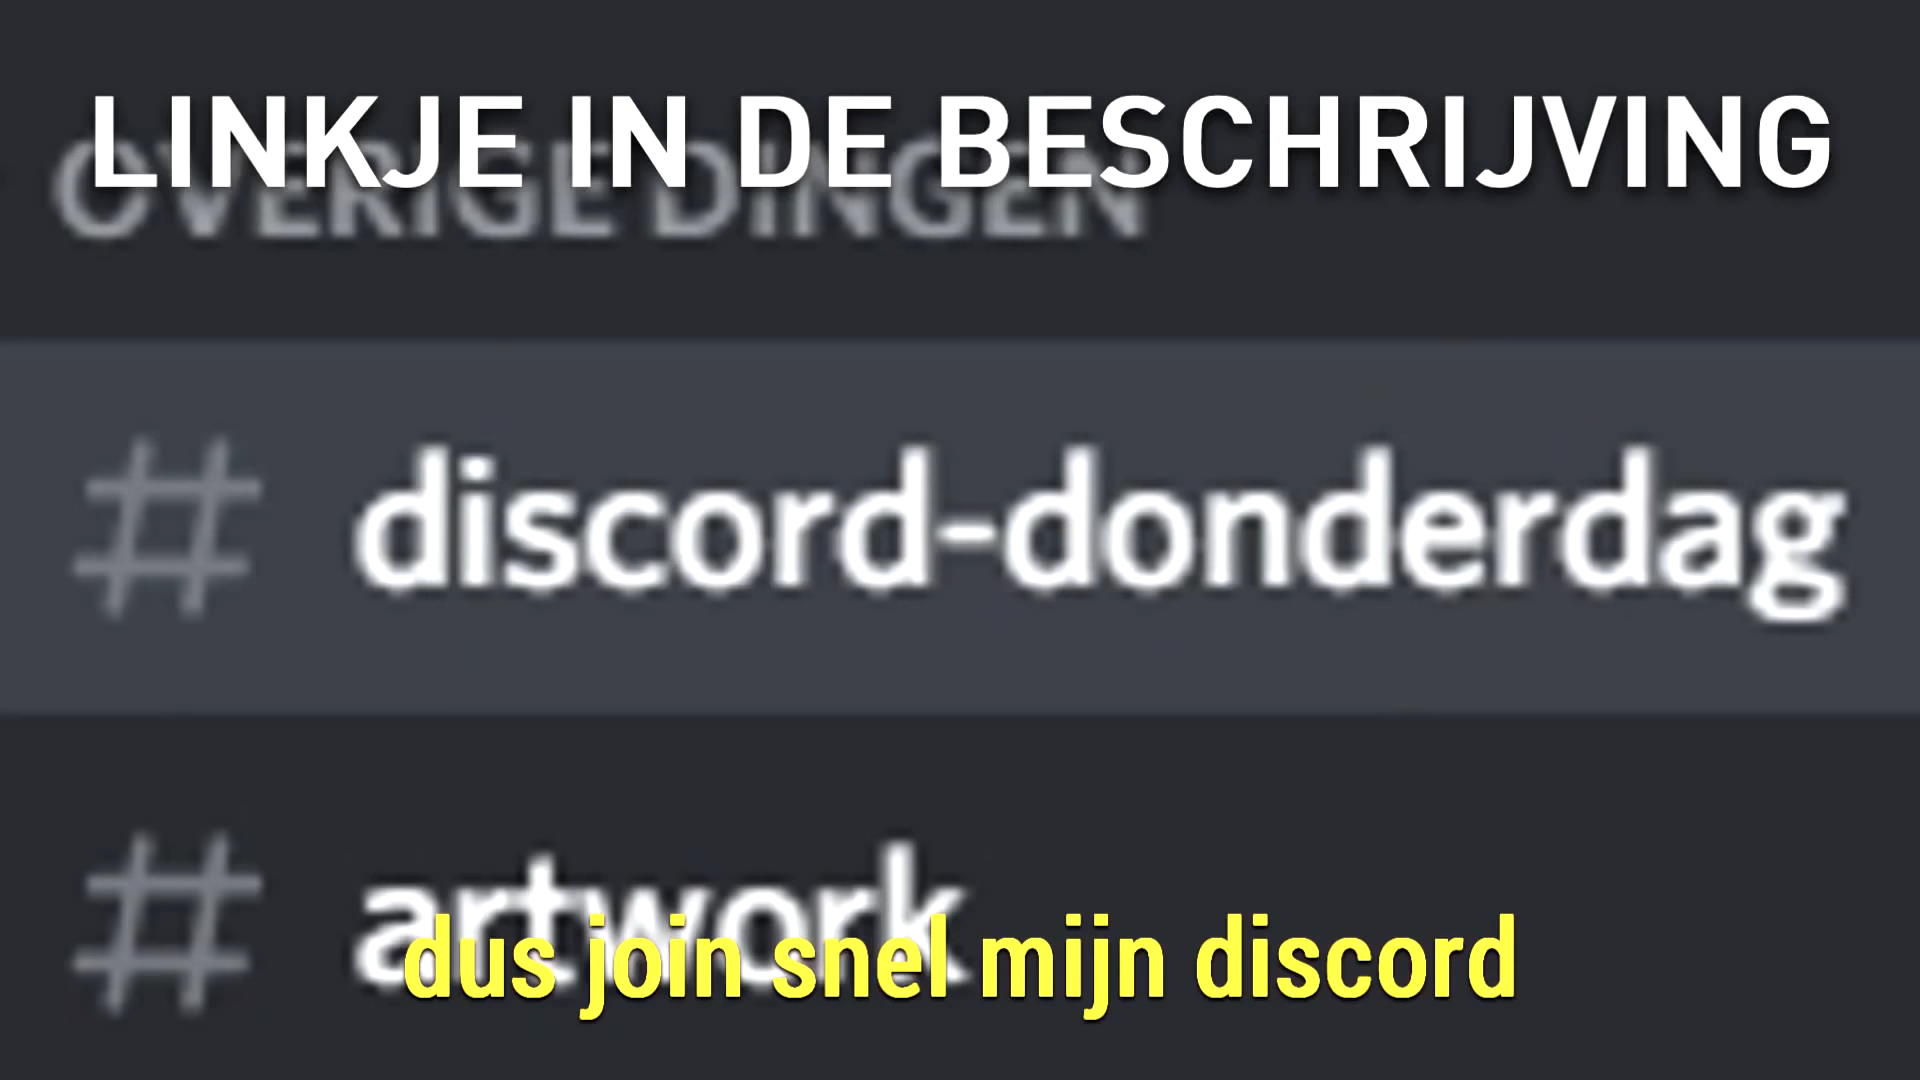 LINKJE IN DE BESCHRIJVING
OVERIGE DINGEN
# discord-donderdag
# artwork
dus join snel mijn discord